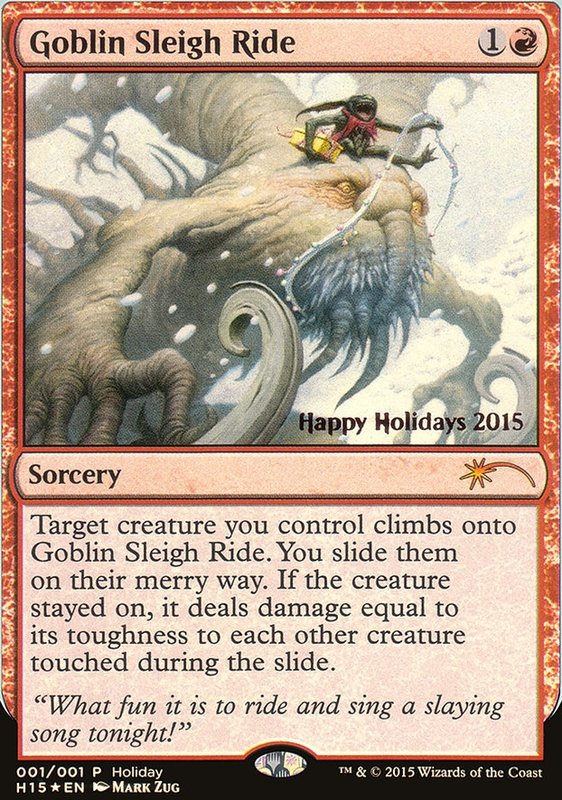 Goblin Sleigh Ride 1
Happy Holidays 2015
Sorcery
Target creature you control climbs onto
Goblin Sleigh Ride. You slide them
on their merry way. If the creature
stayed on, it deals damage equal to
its toughness to each other creature
touched during the slide.
“What fun it is to ride and sing a slaying
song tonight!”
001/001 P Holiday
H15★EN Mark Zug
™ & © 2015 Wizards of the Coast